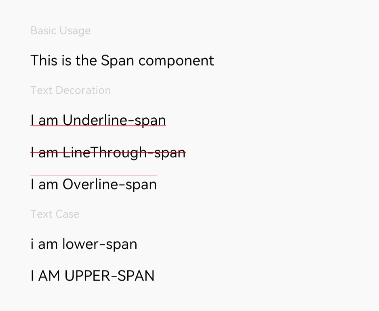 Basic Usage
This is the Span component
Text Decoration
I am Underline-span
I am LineThrough-span
I am Overline-span
Text Case
i am lower-span
I AM UPPER-SPAN